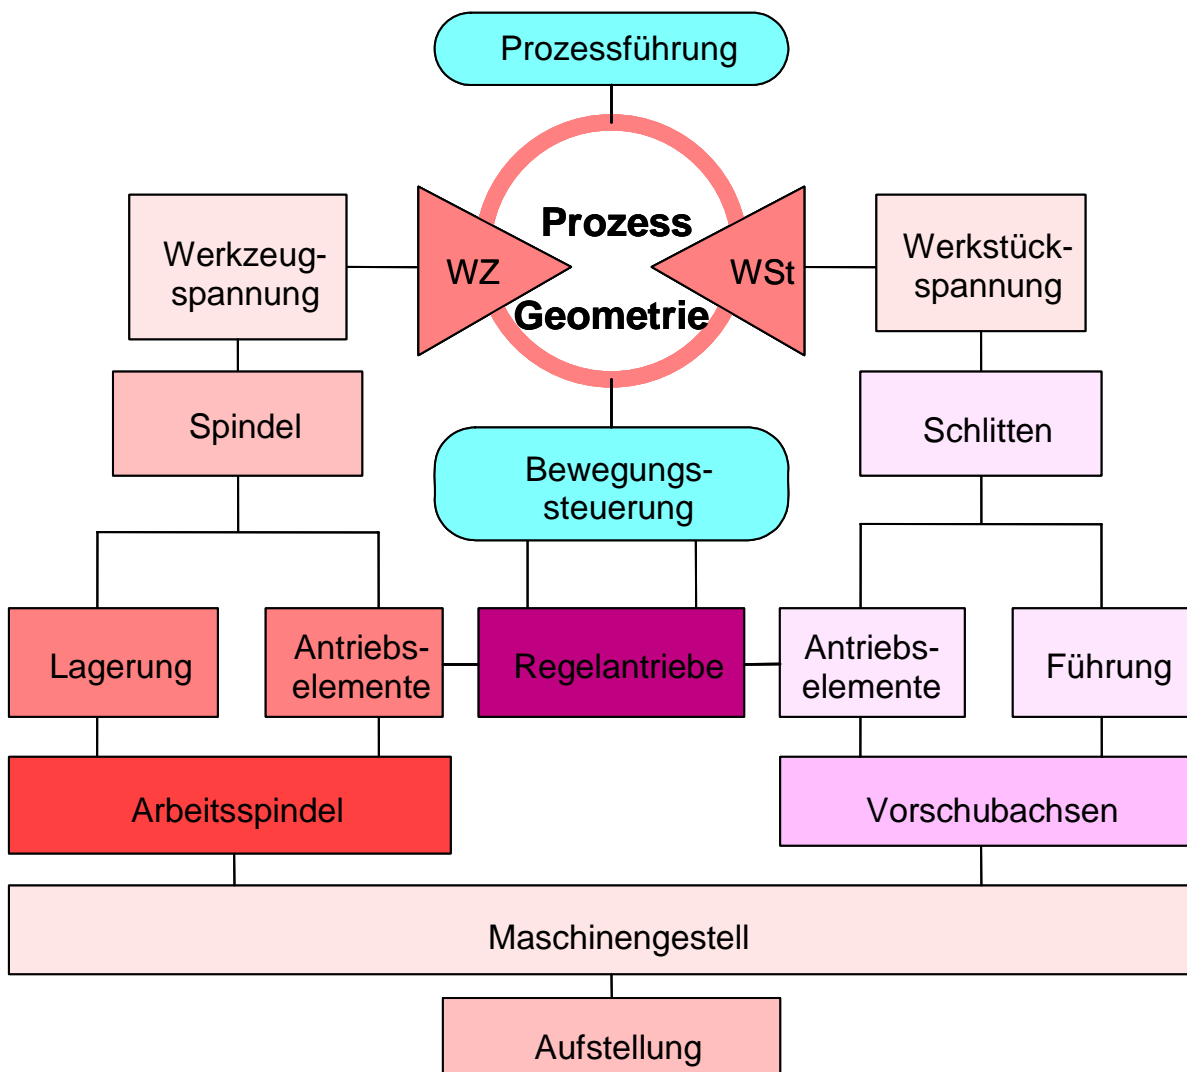 Prozessführung
Prozess
Werkzeug-
spannung
WZ
WSt
Werkstück-
spannung
Geometrie
Spindel
Schlitten
Bewegungs-
steuerung
Lagerung
Antriebs-
elemente
Regelantriebe
Antriebs-
elemente
Führung
Arbeitsspindel
Vorschubachsen
Maschinengestell
Aufstellung